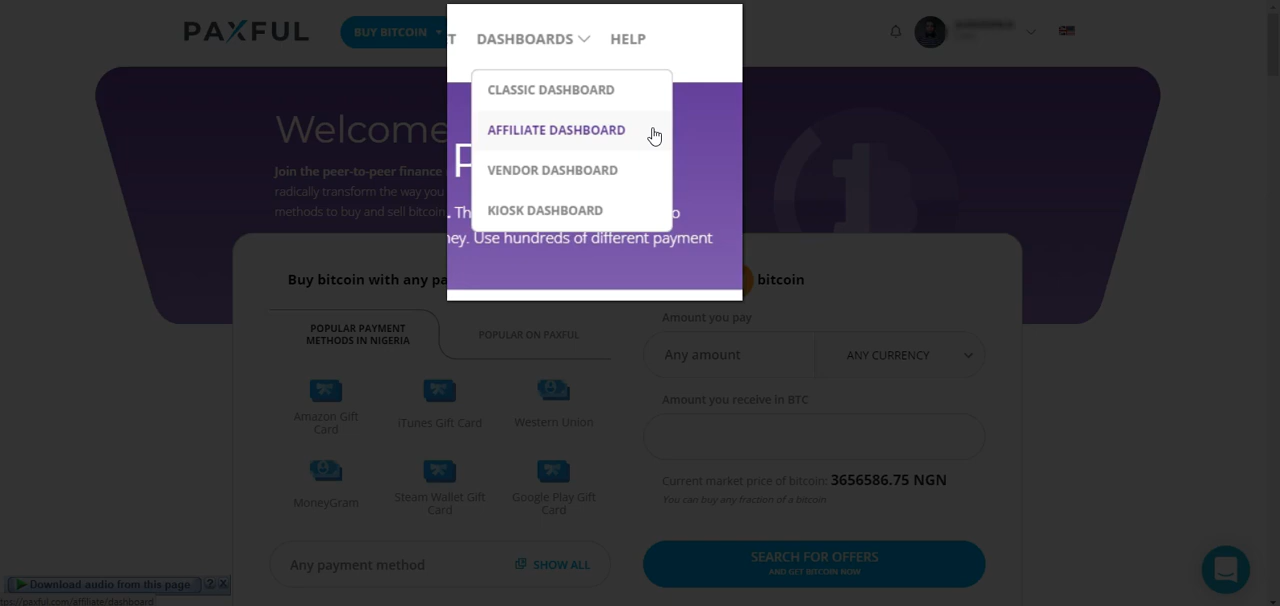 PAXFUL
BUY BITCOIN
T
DASHBOARDS
HELP
CLASSIC DASHBOARD
AFFILIATE DASHBOARD
VENDOR DASHBOARD
KIOSK DASHBOARD
Welcome
P
Join the peer-to-peer finance
. Th
o
radically transform the way you
ney. Use hundreds of different payment
methods to buy and sell bitcoin
Buy bitcoin with any pa
bitcoin
POPULAR PAYMENT
METHODS IN NIGERIA
POPULAR ON PAXFUL
Amazon Gift
Card
iTunes Gift Card
Western Union
MoneyGram
Steam Wallet Gift
Card
Google Play Gift
Card
Any payment method
SHOW ALL
Amount you pay
Any amount
ANY CURRENCY
Amount you receive in BTC
Current market price of bitcoin: 3656586.75 NGN
You can buy any fraction of a bitcoin
SEARCH FOR OFFERS
AND GET BITCOIN NOW
Download audio from this page
? X
tps://paxful.com/affiliate/dashboard